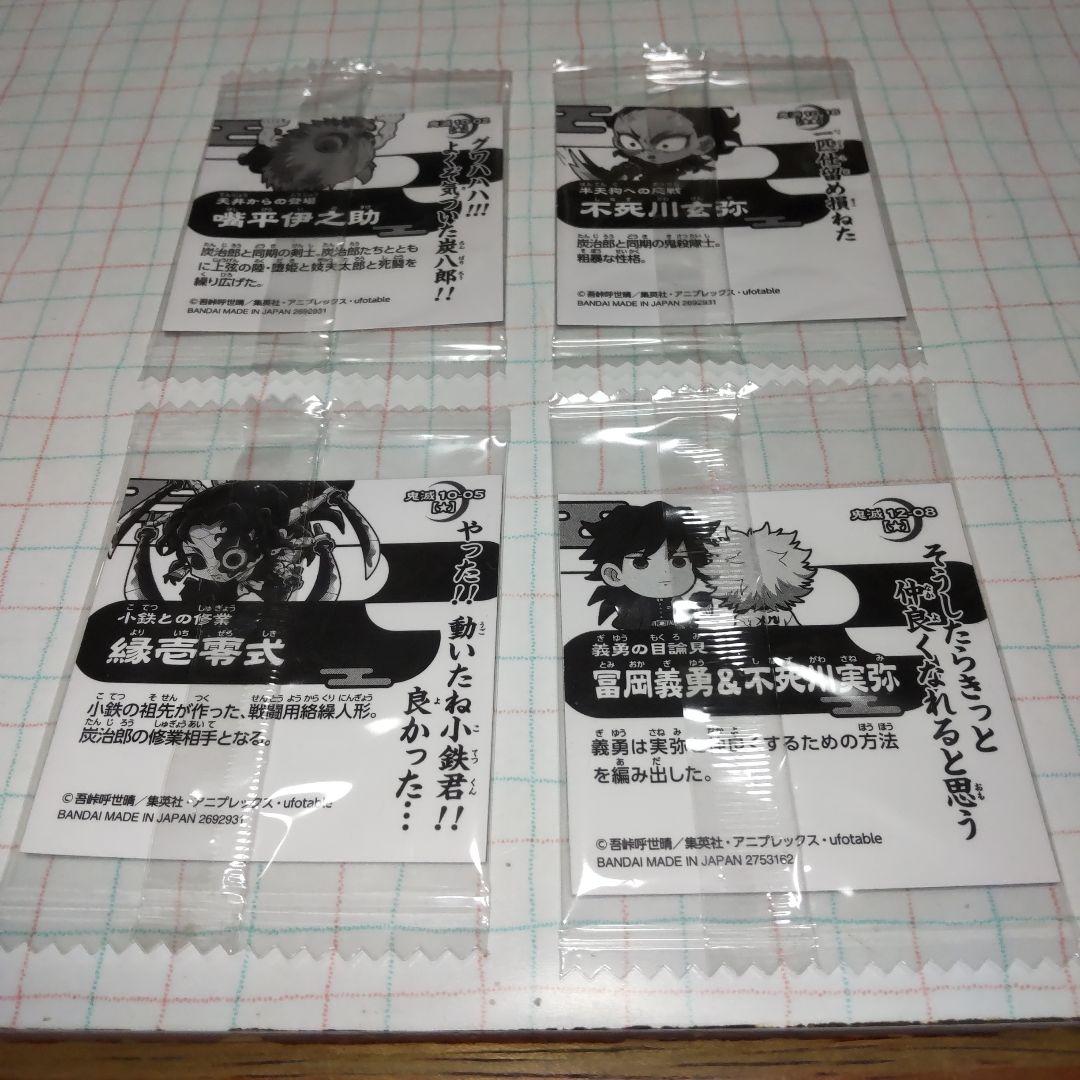 グワハハハ!!!
よくぞ気づいた炭八郎!!
天井からの登場
嘴平伊之助
炭治郎と同期の剣士。炭治郎たちととも
に上弦の陸・堕姫と妓夫太郎と死闘を
繰り広げた。
©吾峠呼世晴／集英社・アニプレックス・ufotable
BANDAI MADE IN JAPAN 2692931
一匹仕留め損ねた
半天狗への応戦
不死川玄弥
炭治郎と同期の鬼殺隊士。
粗暴な性格。
©吾峠呼世晴／集英社・アニプレックス・ufotable
BANDAI MADE IN JAPAN 2692931
鬼滅 10-05
[★]
やった!!動いたね小鉄君!!
良かった…
小鉄との修業
縁壱零式
小鉄の祖先が作った、戦闘用絡繰人形。
炭治郎の修業相手となる。
©吾峠呼世晴／集英社・アニプレックス・ufotable
BANDAI MADE IN JAPAN 2692931
鬼滅 12-08
[★]
そうしたらきっと
仲良くなれると思う
義勇の目論見
冨岡義勇&不死川実弥
義勇は実弥 するための方法
を編み出した。
©吾峠呼世晴／集英社・アニプレックス・ufotable
BANDAI MADE IN JAPAN 2753162